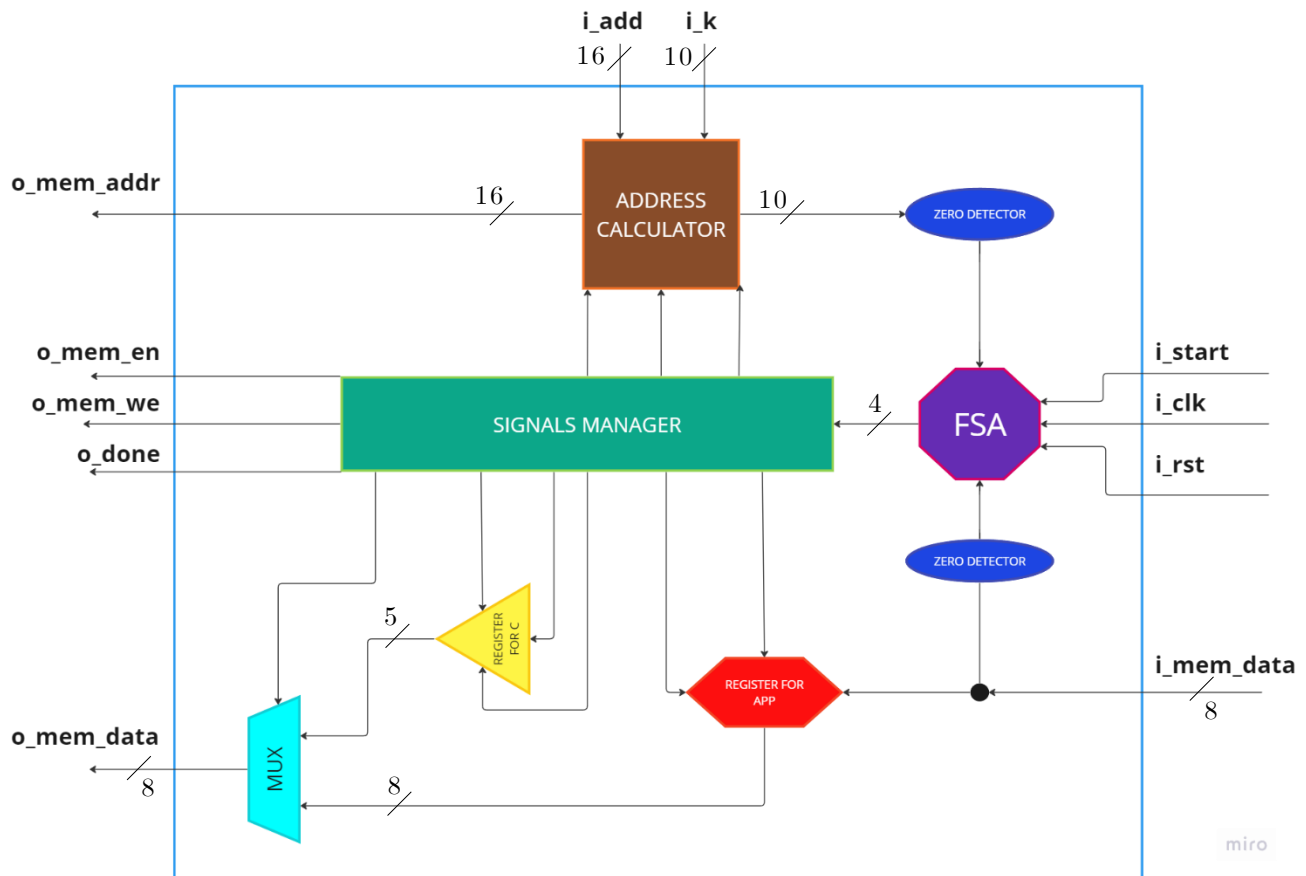 i_add
i_k
16
10
o_mem_addr
16
ADDRESS
CALCULATOR
10
ZERO DETECTOR
o_mem_en
o_mem_we
o_done
SIGNALS MANAGER
4
FSA
i_start
i_clk
i_rst
ZERO DETECTOR
5
REGISTER
FOR C
REGISTER FOR
APP
i_mem_data
8
o_mem_data
8
MUX
8
miro